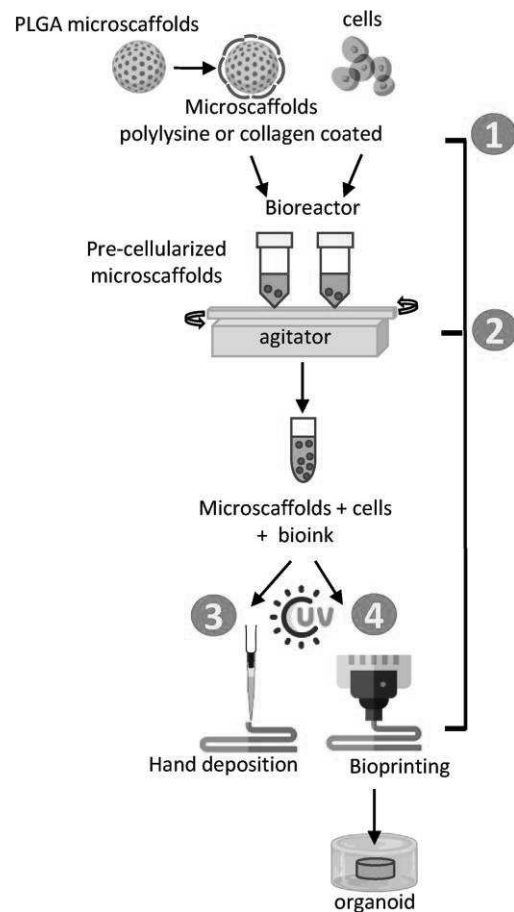 PLGA microscaffolds
cells
Microscaffolds
polylysine or collagen coated
1
Bioreactor
Pre-cellularized
microscaffolds
agitator
2
Microscaffolds + cells
+ bioink
3
UV
4
Hand deposition
Bioprinting
organoid